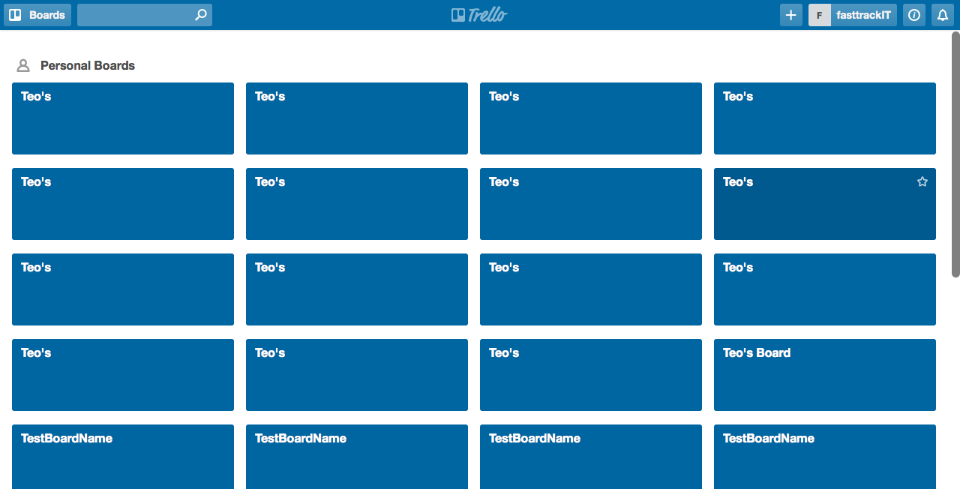 Boards Trello F fasttrackIT
Personal Boards
Teo's Teo's Teo's Teo's
Teo's Teo's Teo's Teo's
Teo's Teo's Teo's Teo's
Teo's Teo's Teo's Teo's Board
TestBoardName TestBoardName TestBoardName TestBoardName